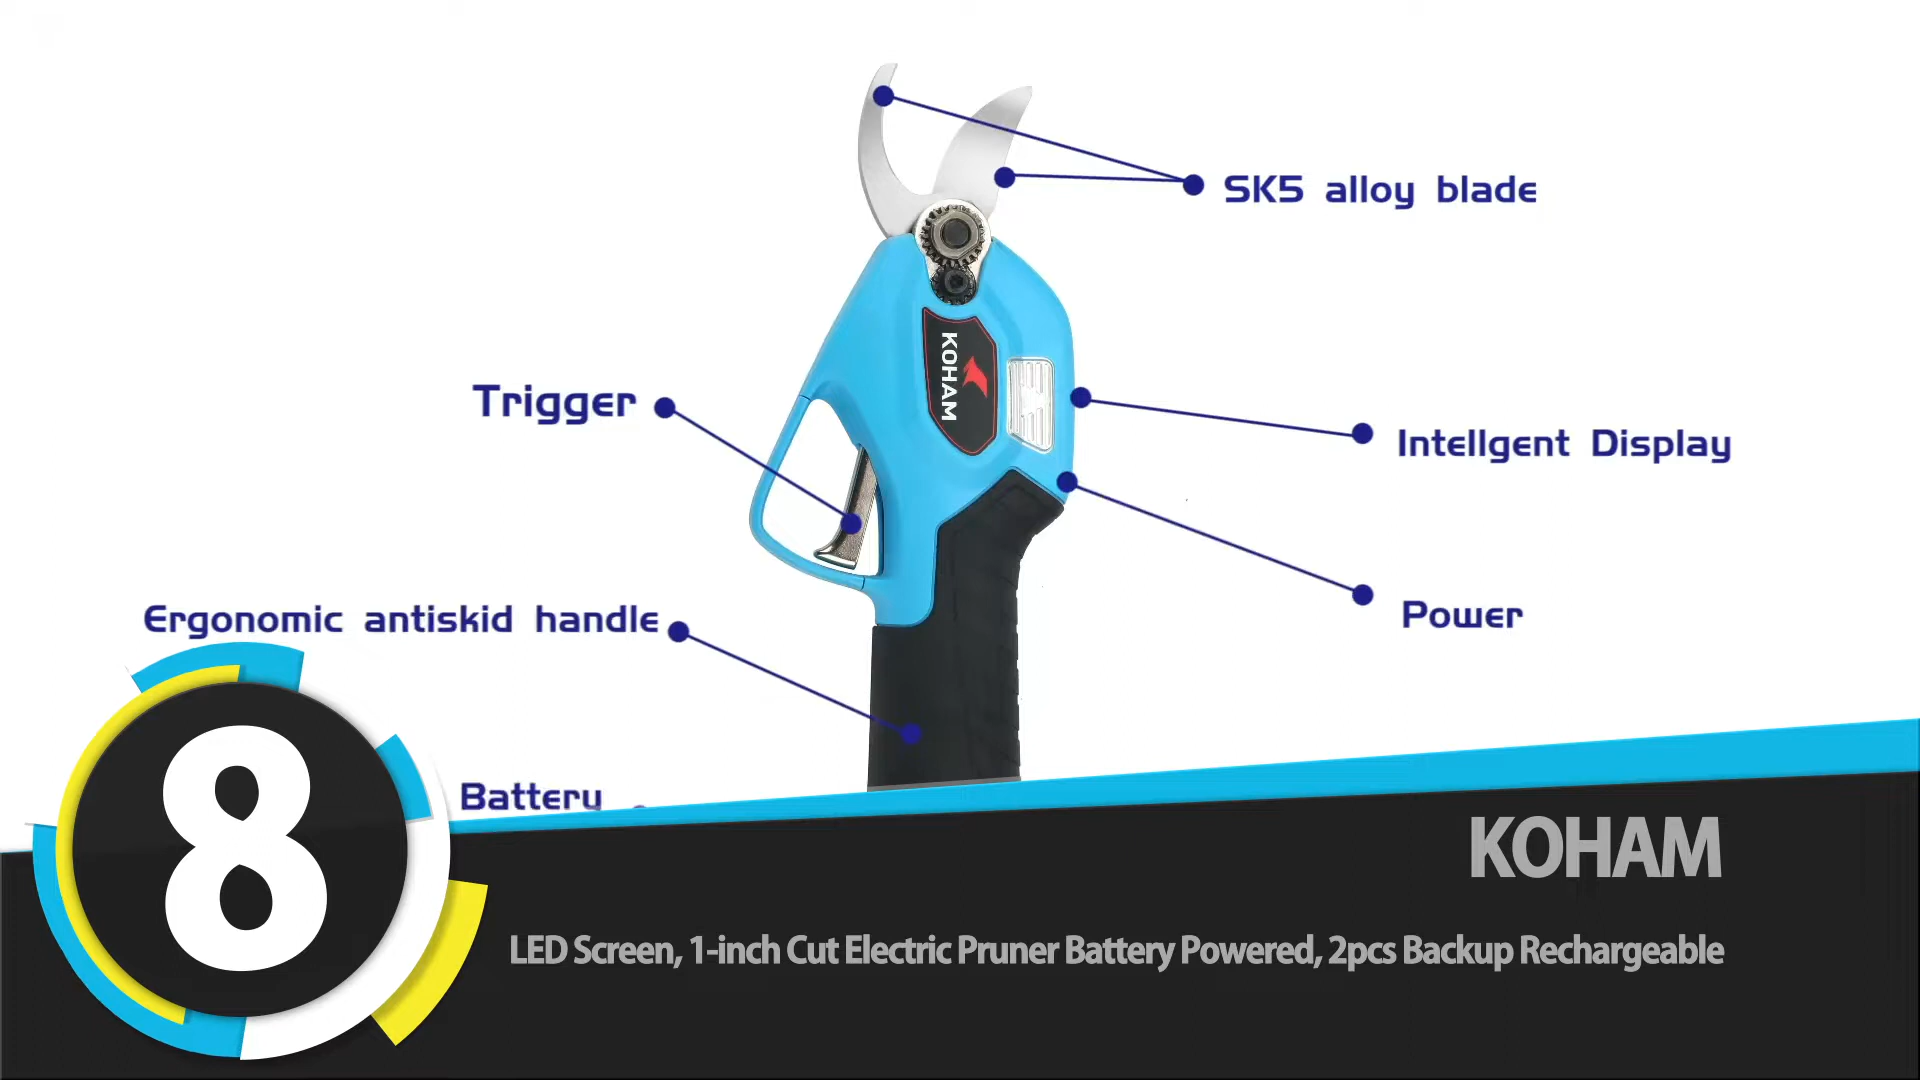 SK5 alloy blade
KOHAM
Trigger
Intellgent Display
Power
Ergonomic antiskid handle
Battery
8
KOHAM
LED Screen, 1-inch Cut Electric Pruner Battery Powered, 2pcs Backup Rechargeable